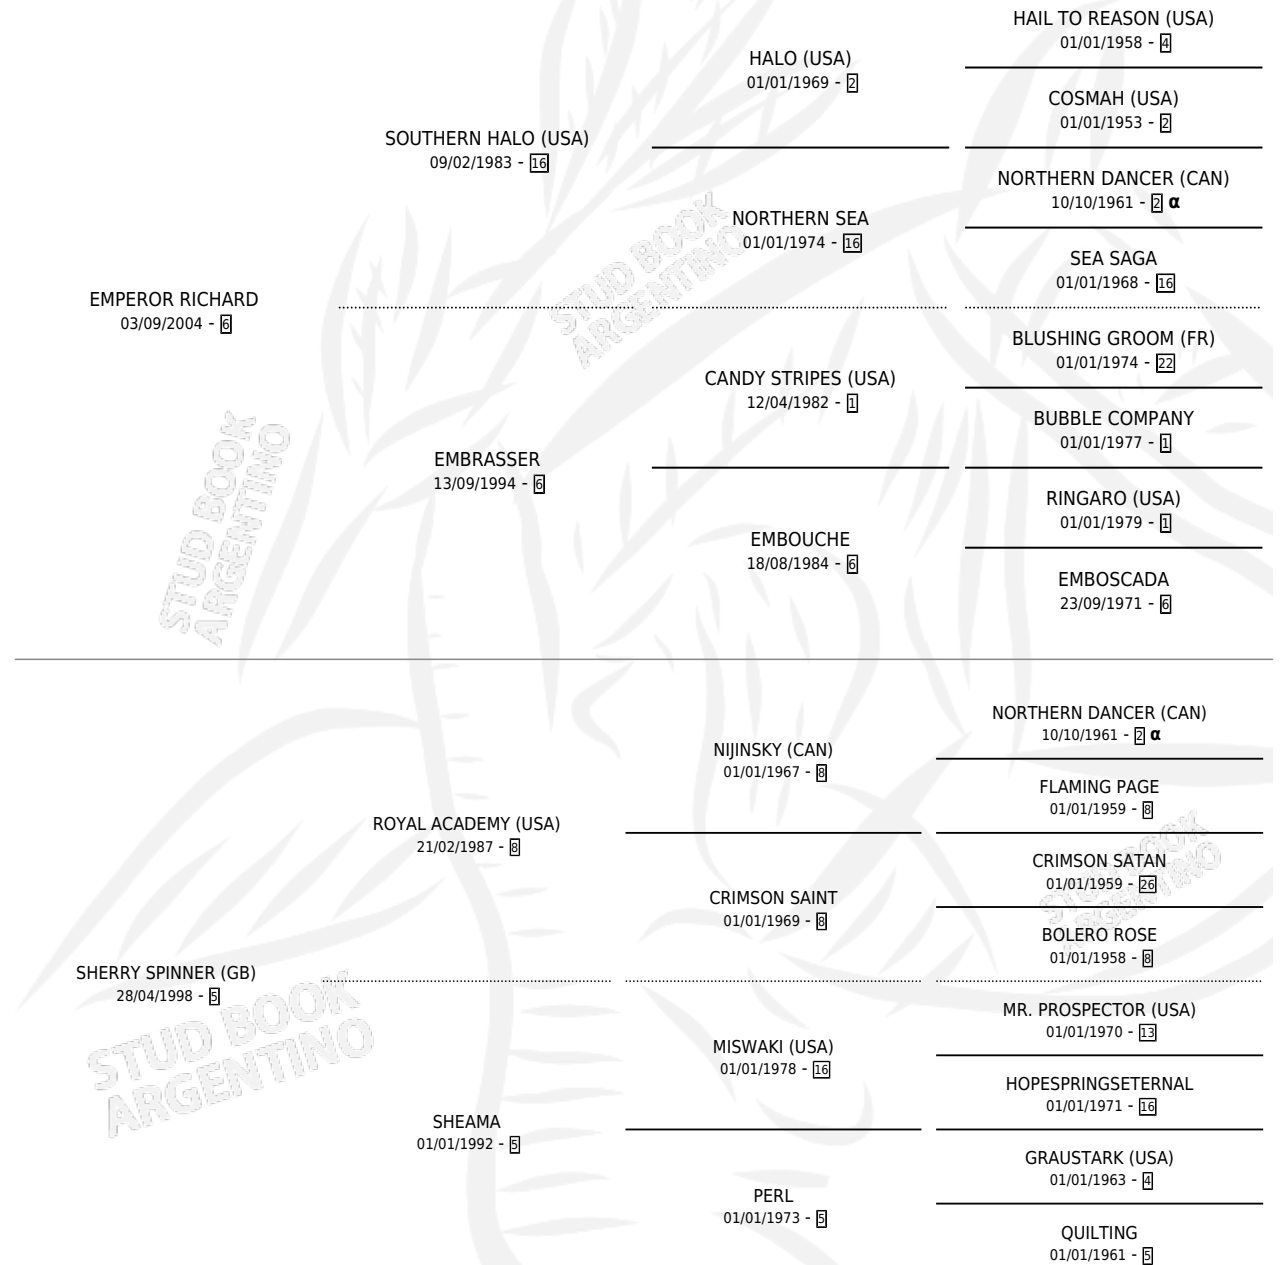 HAIL TO REASON (USA)
01/01/1958 - 4
HALO (USA)
01/01/1969 - 2
COSMAH (USA)
01/01/1953 - 2
SOUTHERN HALO (USA)
09/02/1983 - 16
NORTHERN DANCER (CAN)
10/10/1961 - 2 α
NORTHERN SEA
01/01/1974 - 16
SEA SAGA
01/01/1968 - 16
EMPEROR RICHARD
03/09/2004 - 6
BLUSHING GROOM (FR)
01/01/1974 - 22
CANDY STRIPES (USA)
12/04/1982 - 1
BUBBLE COMPANY
01/01/1977 - 1
EMBRASSER
13/09/1994 - 6
RINGARO (USA)
01/01/1979 - 1
EMBOUCHE
18/08/1984 - 6
EMBOSCADA
23/09/1971 - 6
NORTHERN DANCER (CAN)
10/10/1961 - 2 α
NIJINSKY (CAN)
01/01/1967 - 8
FLAMING PAGE
01/01/1959 - 8
ROYAL ACADEMY (USA)
21/02/1987 - 8
CRIMSON SATAN
01/01/1959 - 26
CRIMSON SAINT
01/01/1969 - 8
BOLERO ROSE
01/01/1958 - 8
SHERRY SPINNER (GB)
28/04/1998 - 5
MR. PROSPECTOR (USA)
01/01/1970 - 13
MISWAKI (USA)
01/01/1978 - 16
HOPESPRINGSETERNAL
01/01/1971 - 16
SHEAMA
01/01/1992 - 5
GRAUSTARK (USA)
01/01/1963 - 4
PERL
01/01/1973 - 5
QUILTING
01/01/1961 - 5
STUD BOOK
ARGENTINO
STUD BOOK
ARGENTINO
STUD BOOK
ARGENTINO
STUD BOOK
ARGENTINO